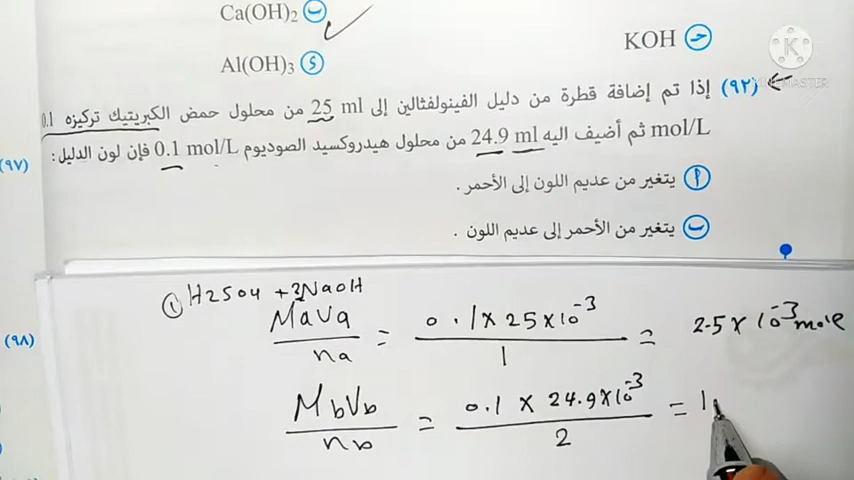 Ca(OH)₂ ب
KOH جـ
Al(OH)₃ د
(٩٢) إذا تم إضافة قطرة من دليل الفينولفثالين إلى 25 ml من محلول حمض الكبريتيك تركيزه 0.1
mol/L ثم أضيف اليه 24.9 ml من محلول هيدروكسيد الصوديوم 0.1 mol/L فإن لون الدليل :
(٩٧)
أ يتغير من عديم اللون إلى الأحمر .
ب يتغير من الأحمر إلى عديم اللون .
(٩٨)
① H2SO4 + 2NaOH
MaVa / na = 0.1 × 25 × 10⁻³ / 1 = 2.5 × 10⁻³ mole
MbVb / nb = 0.1 × 24.9 × 10⁻³ / 2 = 1
K